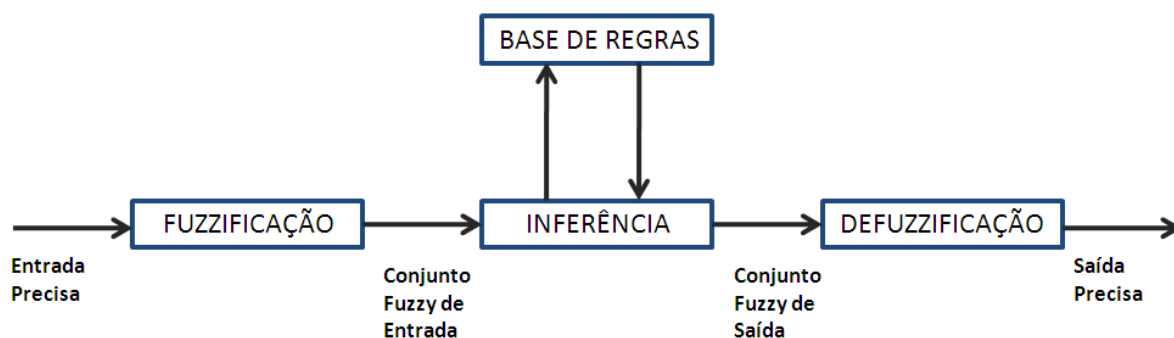 BASE DE REGRAS
FUZZIFICAÇÃO
INFERÊNCIA
DEFUZZIFICAÇÃO
Entrada
Precisa
Conjunto
Fuzzy de
Entrada
Conjunto
Fuzzy de
Saída
Saída
Precisa